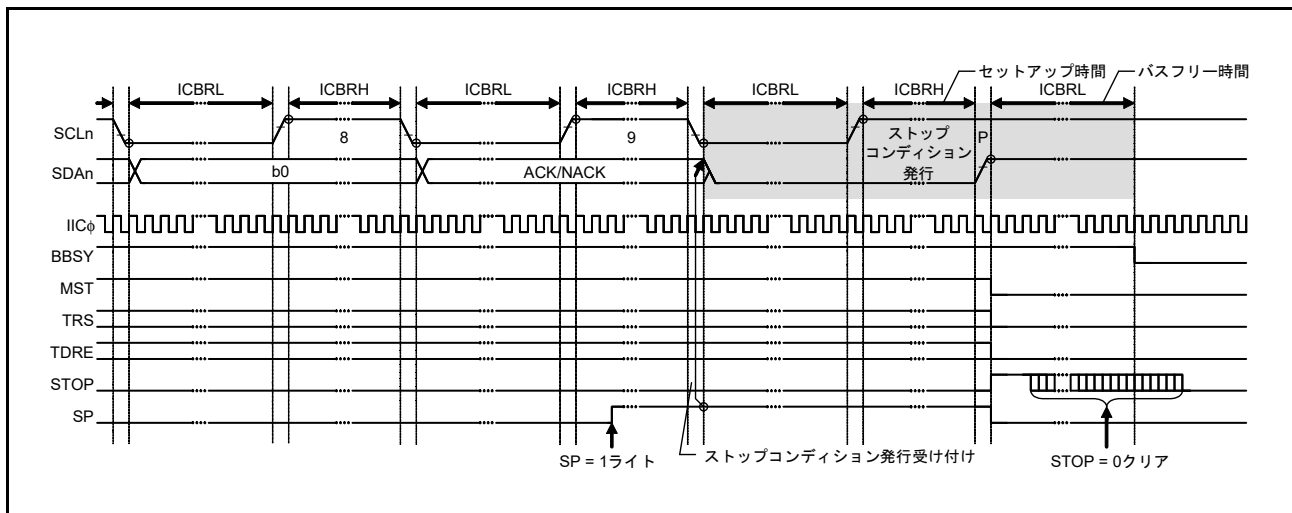 セットアップ時間
バスフリー時間
ICBRL
ICBRH
ICBRL
ICBRH
ICBRL
ICBRH
ICBRL
SCLn
8
9
ストップ
コンディション
発行
P
SDAn
b0
ACK/NACK
IICφ
BBSY
MST
TRS
TDRE
STOP
SP
SP = 1ライト
ストップコンディション発行受け付け
STOP = 0クリア